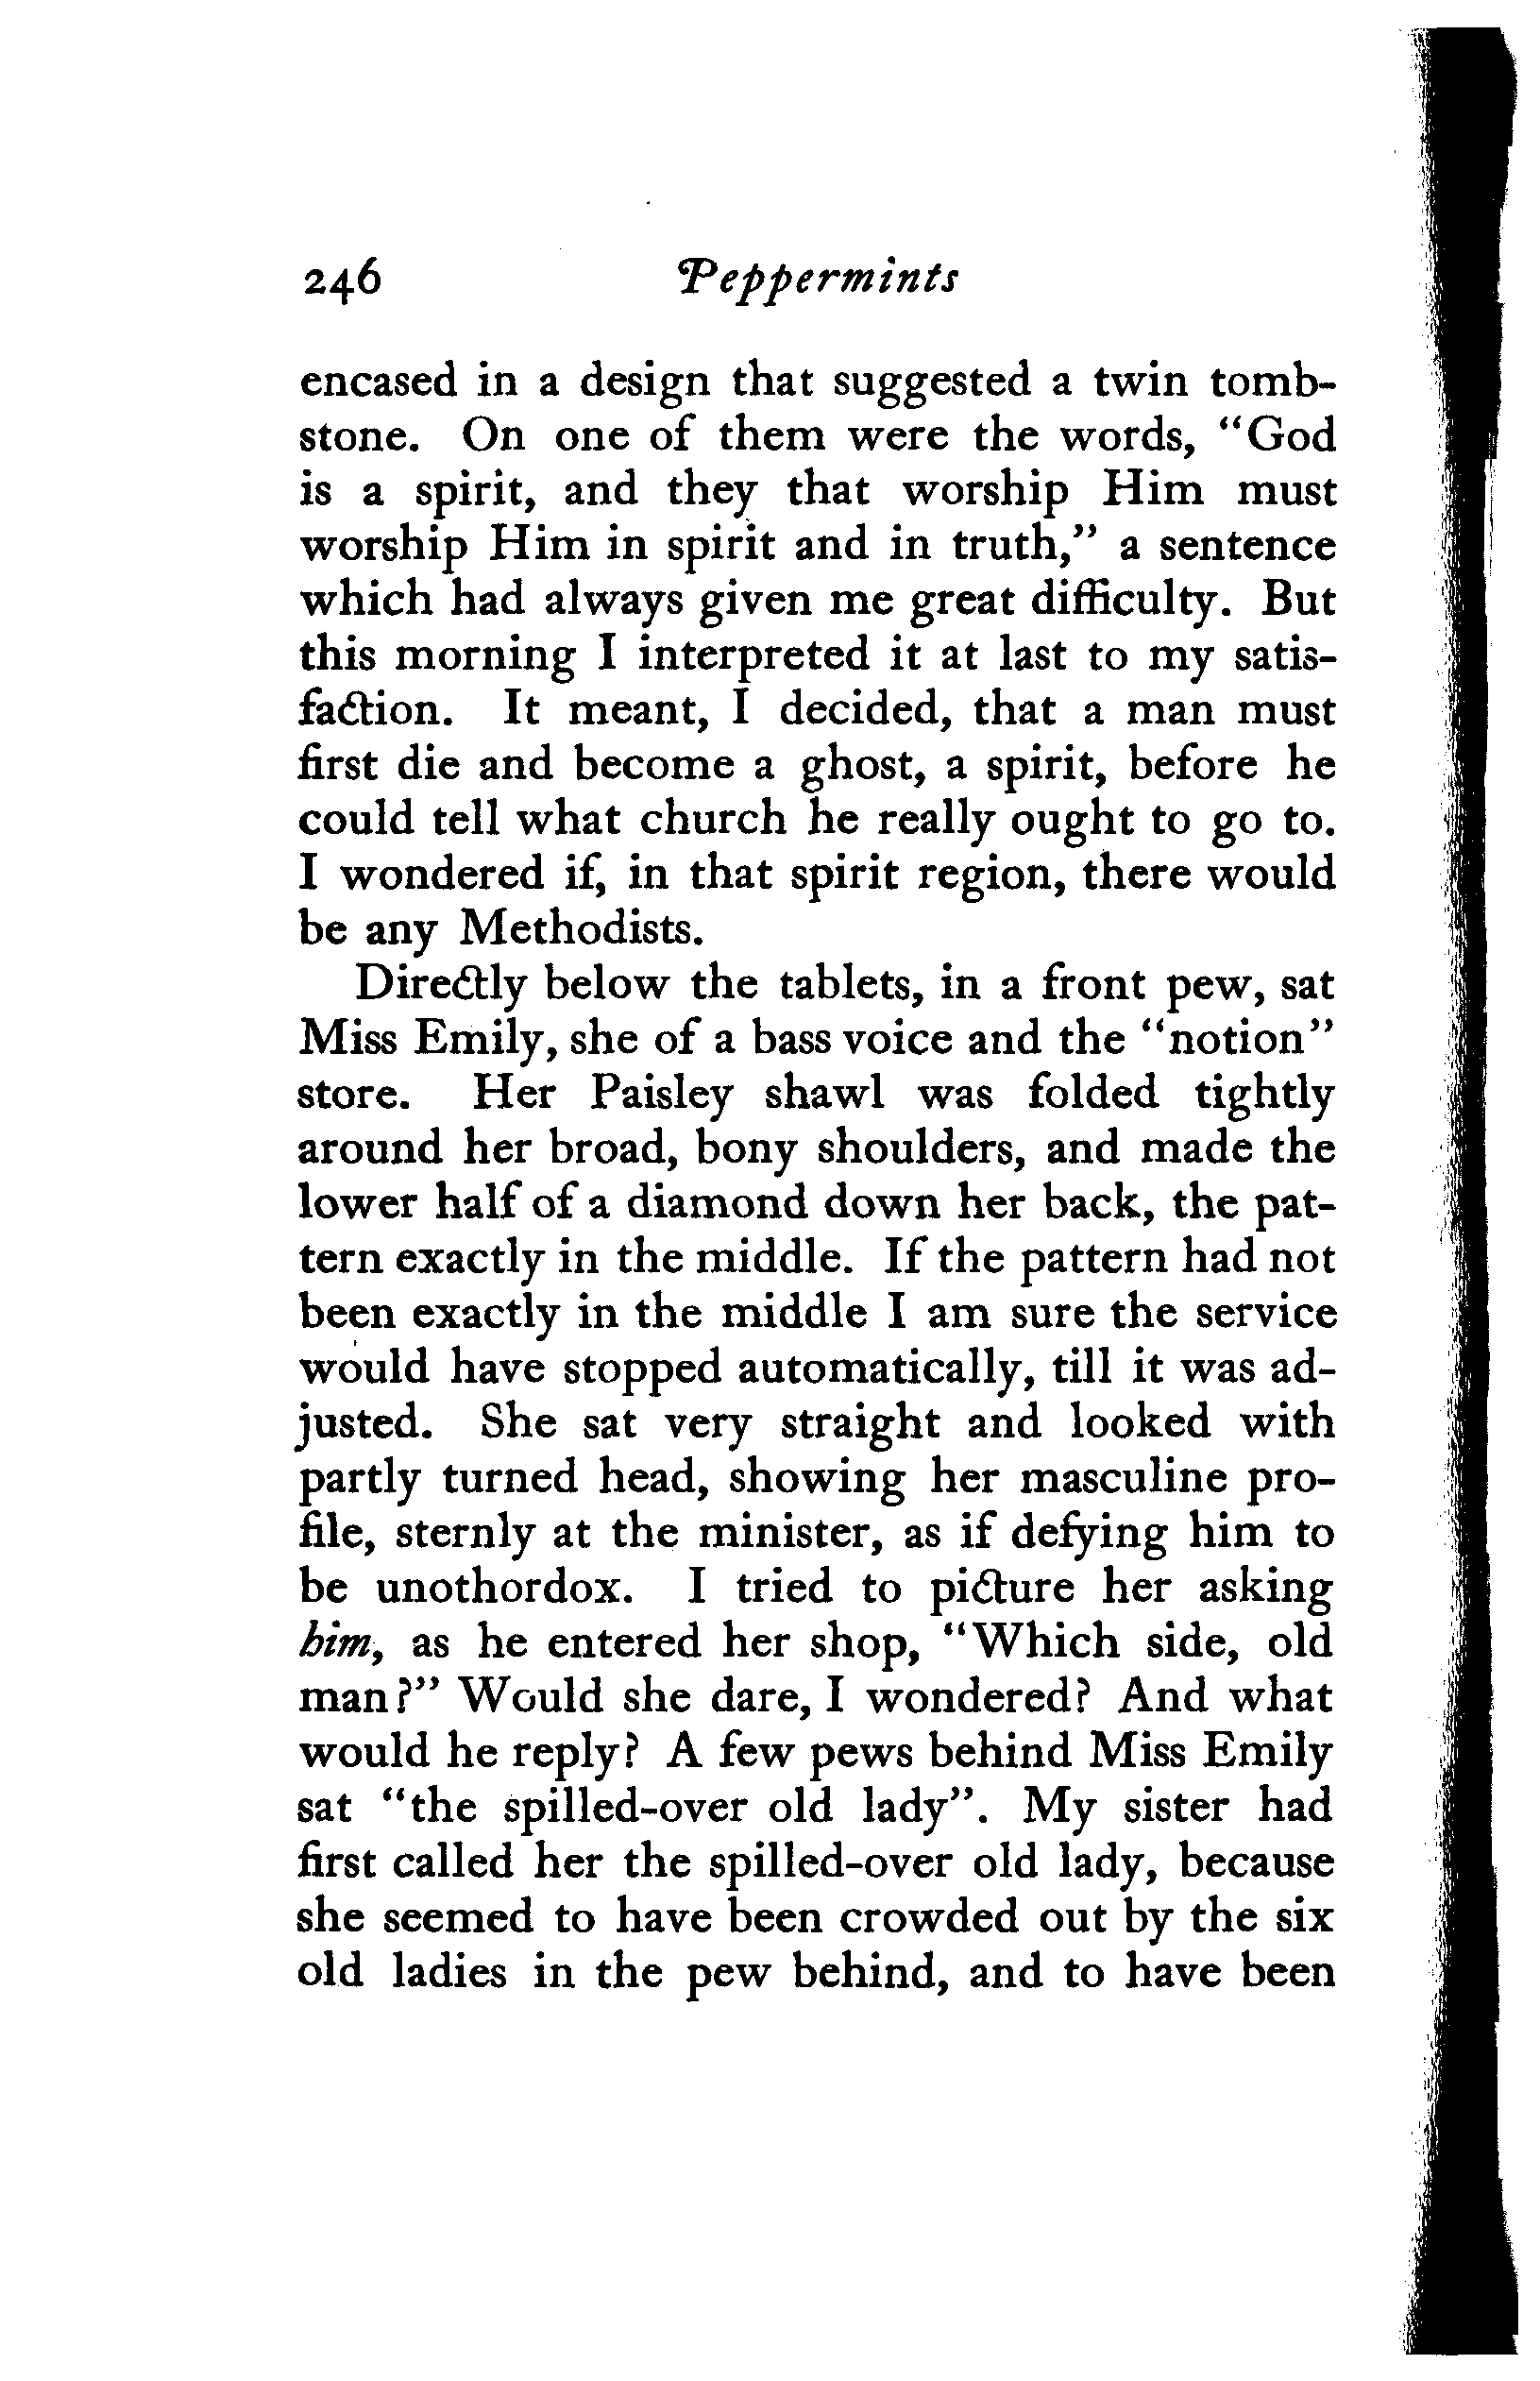 246 Peppermints
encased in a design that suggested a twin tomb-
stone. On one of them were the words, "God
is a spirit, and they that worship Him must
worship Him in spirit and in truth," a sentence
which had always given me great difficulty. But
this morning I interpreted it at last to my satis-
faction. It meant, I decided, that a man must
first die and become a ghost, a spirit, before he
could tell what church he really ought to go to.
I wondered if, in that spirit region, there would
be any Methodists.
Directly below the tablets, in a front pew, sat
Miss Emily, she of a bass voice and the "notion"
store. Her Paisley shawl was folded tightly
around her broad, bony shoulders, and made the
lower half of a diamond down her back, the pat-
tern exactly in the middle. If the pattern had not
been exactly in the middle I am sure the service
would have stopped automatically, till it was ad-
justed. She sat very straight and looked with
partly turned head, showing her masculine pro-
file, sternly at the minister, as if defying him to
be unothordox. I tried to picture her asking
him, as he entered her shop, "Which side, old
man?" Would she dare, I wondered? And what
would he reply? A few pews behind Miss Emily
sat "the spilled-over old lady". My sister had
first called her the spilled-over old lady, because
she seemed to have been crowded out by the six
old ladies in the pew behind, and to have been